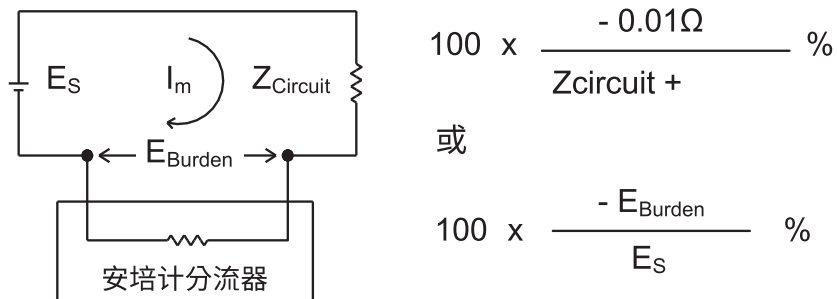 E_S
I_m
Z_Circuit
E_Burden
安培计分流器
100 x - 0.01Ω %
Zcircuit +
或
100 x - E_Burden %
E_S